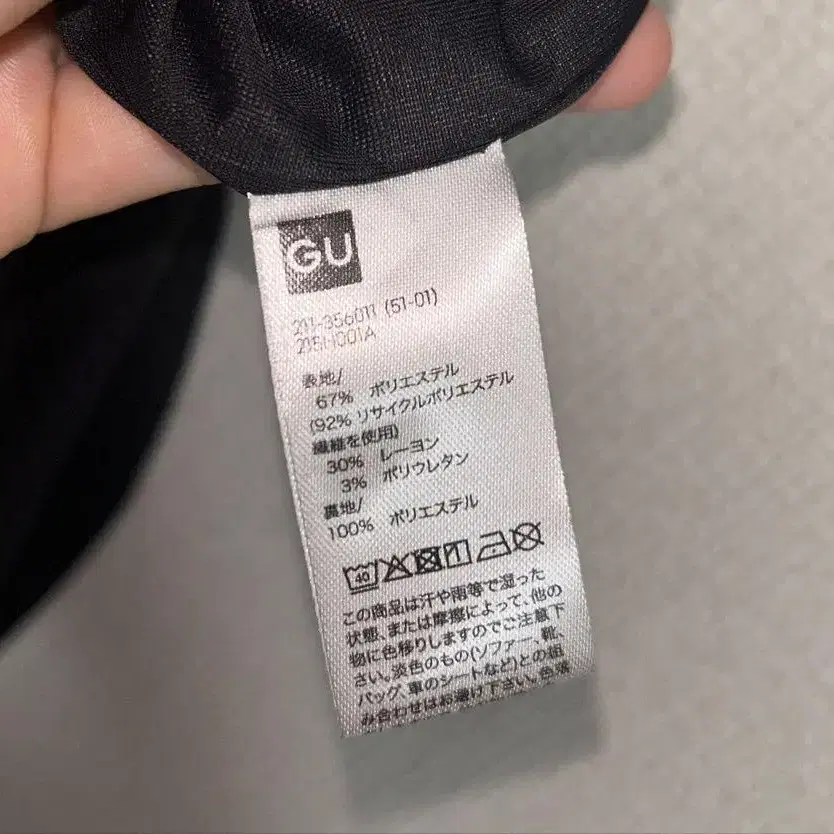 GU
211-356011 (51-01)
215H001A
表地/
67% ポリエステル
(92% リサイクルポリエステル
繊維を使用)
30% レーヨン
3% ポリウレタン
裏地/
100% ポリエステル
40
この商品は汗や雨等で湿った
状態、または摩擦によって、他の
物に色移りしますのでご注意下
さい。淡色のもの(ソファー、靴、
バッグ、車のシートなど)との組
み合わせはお避け下さい。色落